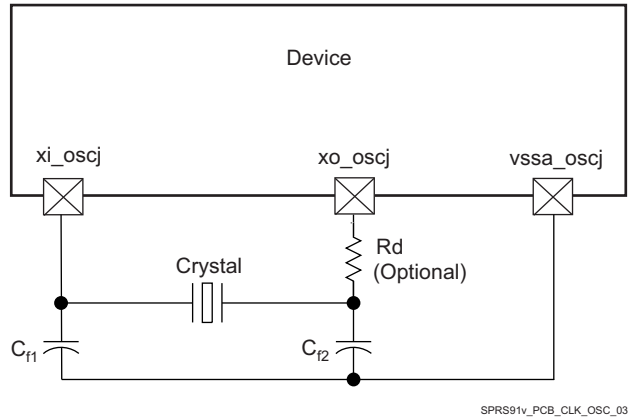 Device
xi_oscj
xo_oscj
vssa_oscj
Rd
(Optional)
Crystal
Cf1
Cf2
SPRS91v_PCB_CLK_OSC_03